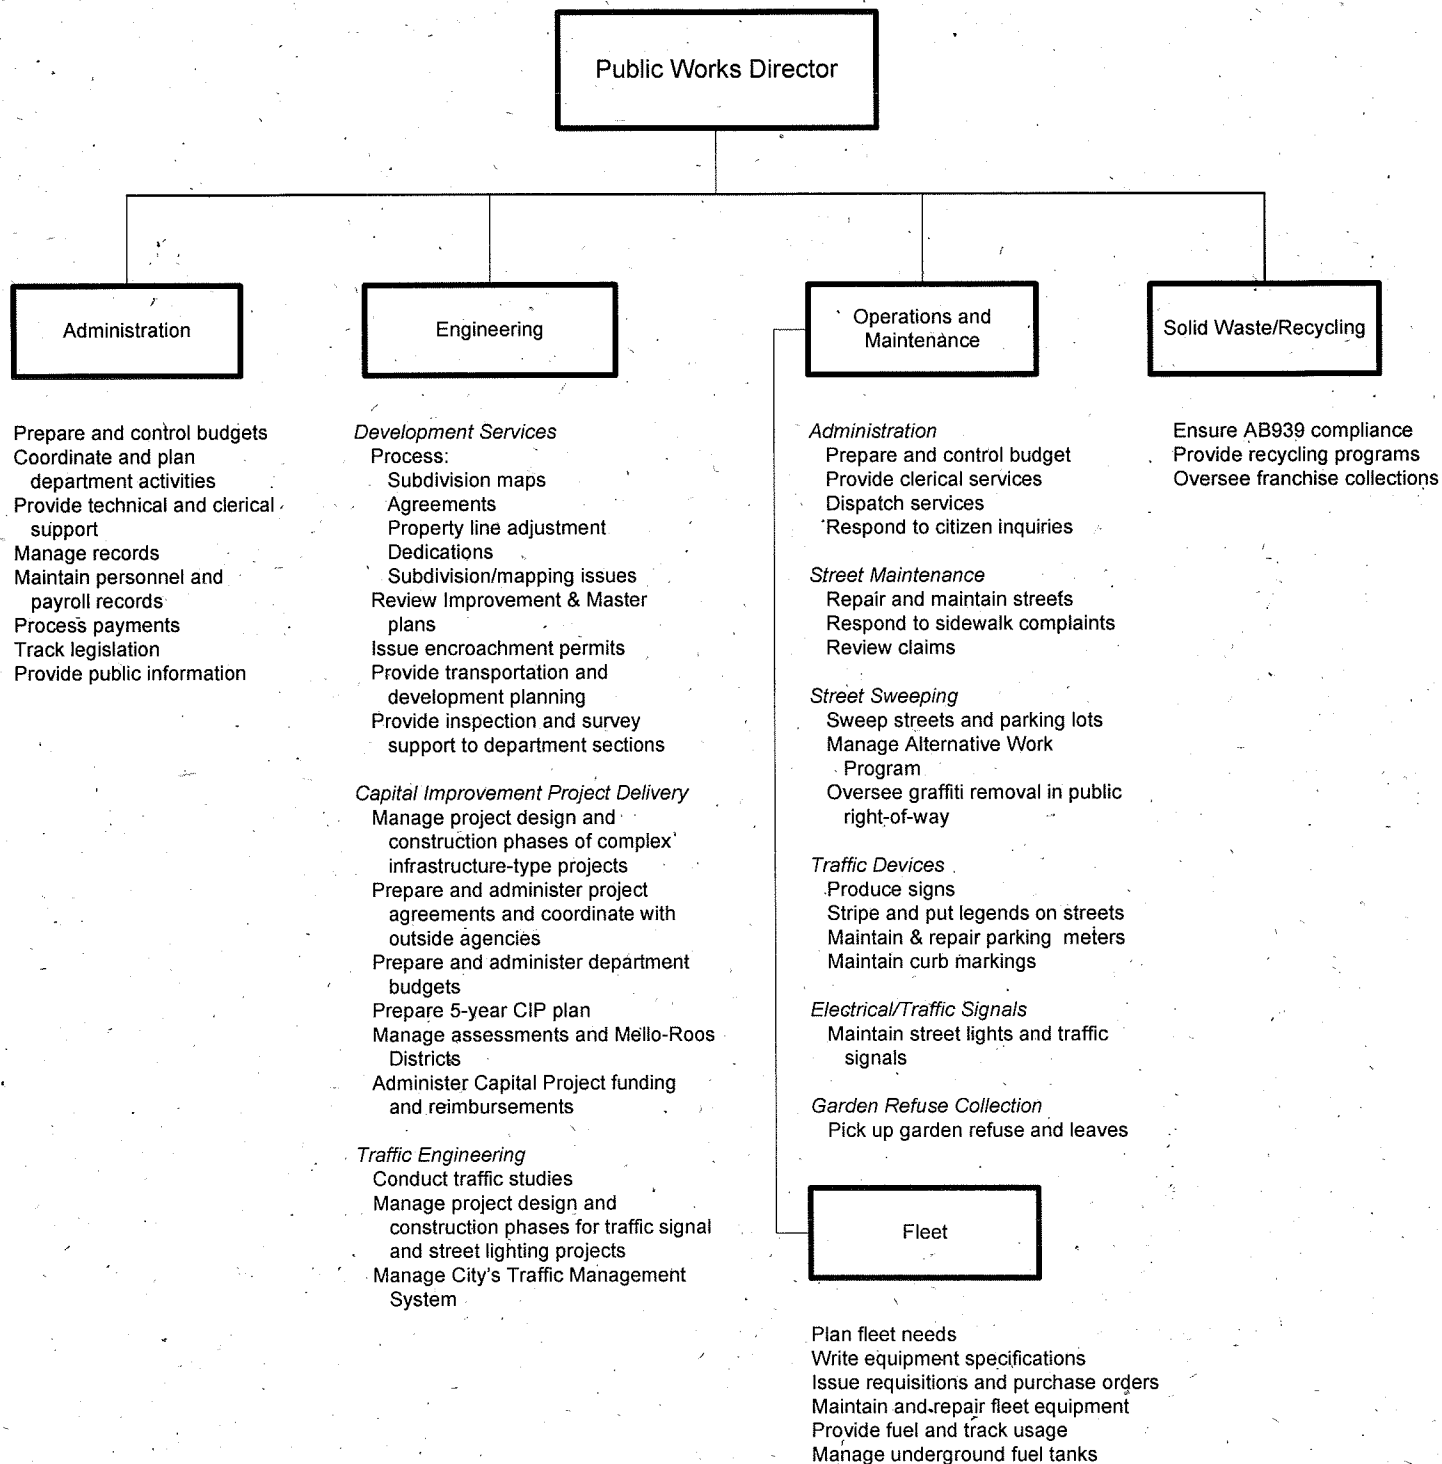 Public Works Director
Administration
Prepare and control budgets
Coordinate and plan
department activities
Provide technical and clerical
support
Manage records
Maintain personnel and
payroll records
Process payments
Track legislation
Provide public information
Engineering
Development Services
Process:
Subdivision maps
Agreements
Property line adjustment
Dedications
Subdivision/mapping issues
Review Improvement & Master
plans
Issue encroachment permits
Provide transportation and
development planning
Provide inspection and survey
support to department sections
Capital Improvement Project Delivery
Manage project design and
construction phases of complex
infrastructure-type projects
Prepare and administer project
agreements and coordinate with
outside agencies
Prepare and administer department
budgets
Prepare 5-year CIP plan
Manage assessments and Mello-Roos
Districts
Administer Capital Project funding
and reimbursements
Traffic Engineering
Conduct traffic studies
Manage project design and
construction phases for traffic signal
and street lighting projects
Manage City's Traffic Management
System
Operations and
Maintenance
Administration
Prepare and control budget
Provide clerical services
Dispatch services
Respond to citizen inquiries
Street Maintenance
Repair and maintain streets
Respond to sidewalk complaints
Review claims
Street Sweeping
Sweep streets and parking lots
Manage Alternative Work
Program
Oversee graffiti removal in public
right-of-way
Traffic Devices
Produce signs
Stripe and put legends on streets
Maintain & repair parking meters
Maintain curb markings
Electrical/Traffic Signals
Maintain street lights and traffic
signals
Garden Refuse Collection
Pick up garden refuse and leaves
Fleet
Plan fleet needs
Write equipment specifications
Issue requisitions and purchase orders
Maintain and repair fleet equipment
Provide fuel and track usage
Manage underground fuel tanks
Solid Waste/Recycling
Ensure AB939 compliance
Provide recycling programs
Oversee franchise collections